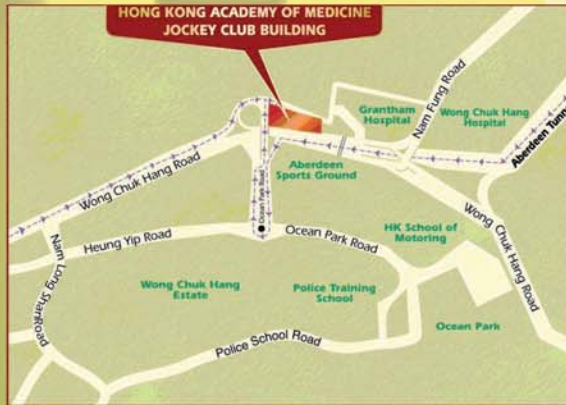 HONG KONG ACADEMY OF MEDICINE
JOCKEY CLUB BUILDING
Grantham
Hospital
Nam Fung Road
Wong Chuk Hang
Hospital
Aberdeen Tunnel
Wong Chuk Hang Road
Aberdeen
Sports Ground
Ocean Park Road
Wong Chuk Hang Road
Nam Long ShanRoad
Heung Yip Road
Ocean Park Road
HK School of
Motoring
Wong Chuk Hang
Estate
Police Training
School
Ocean Park
Police School Road